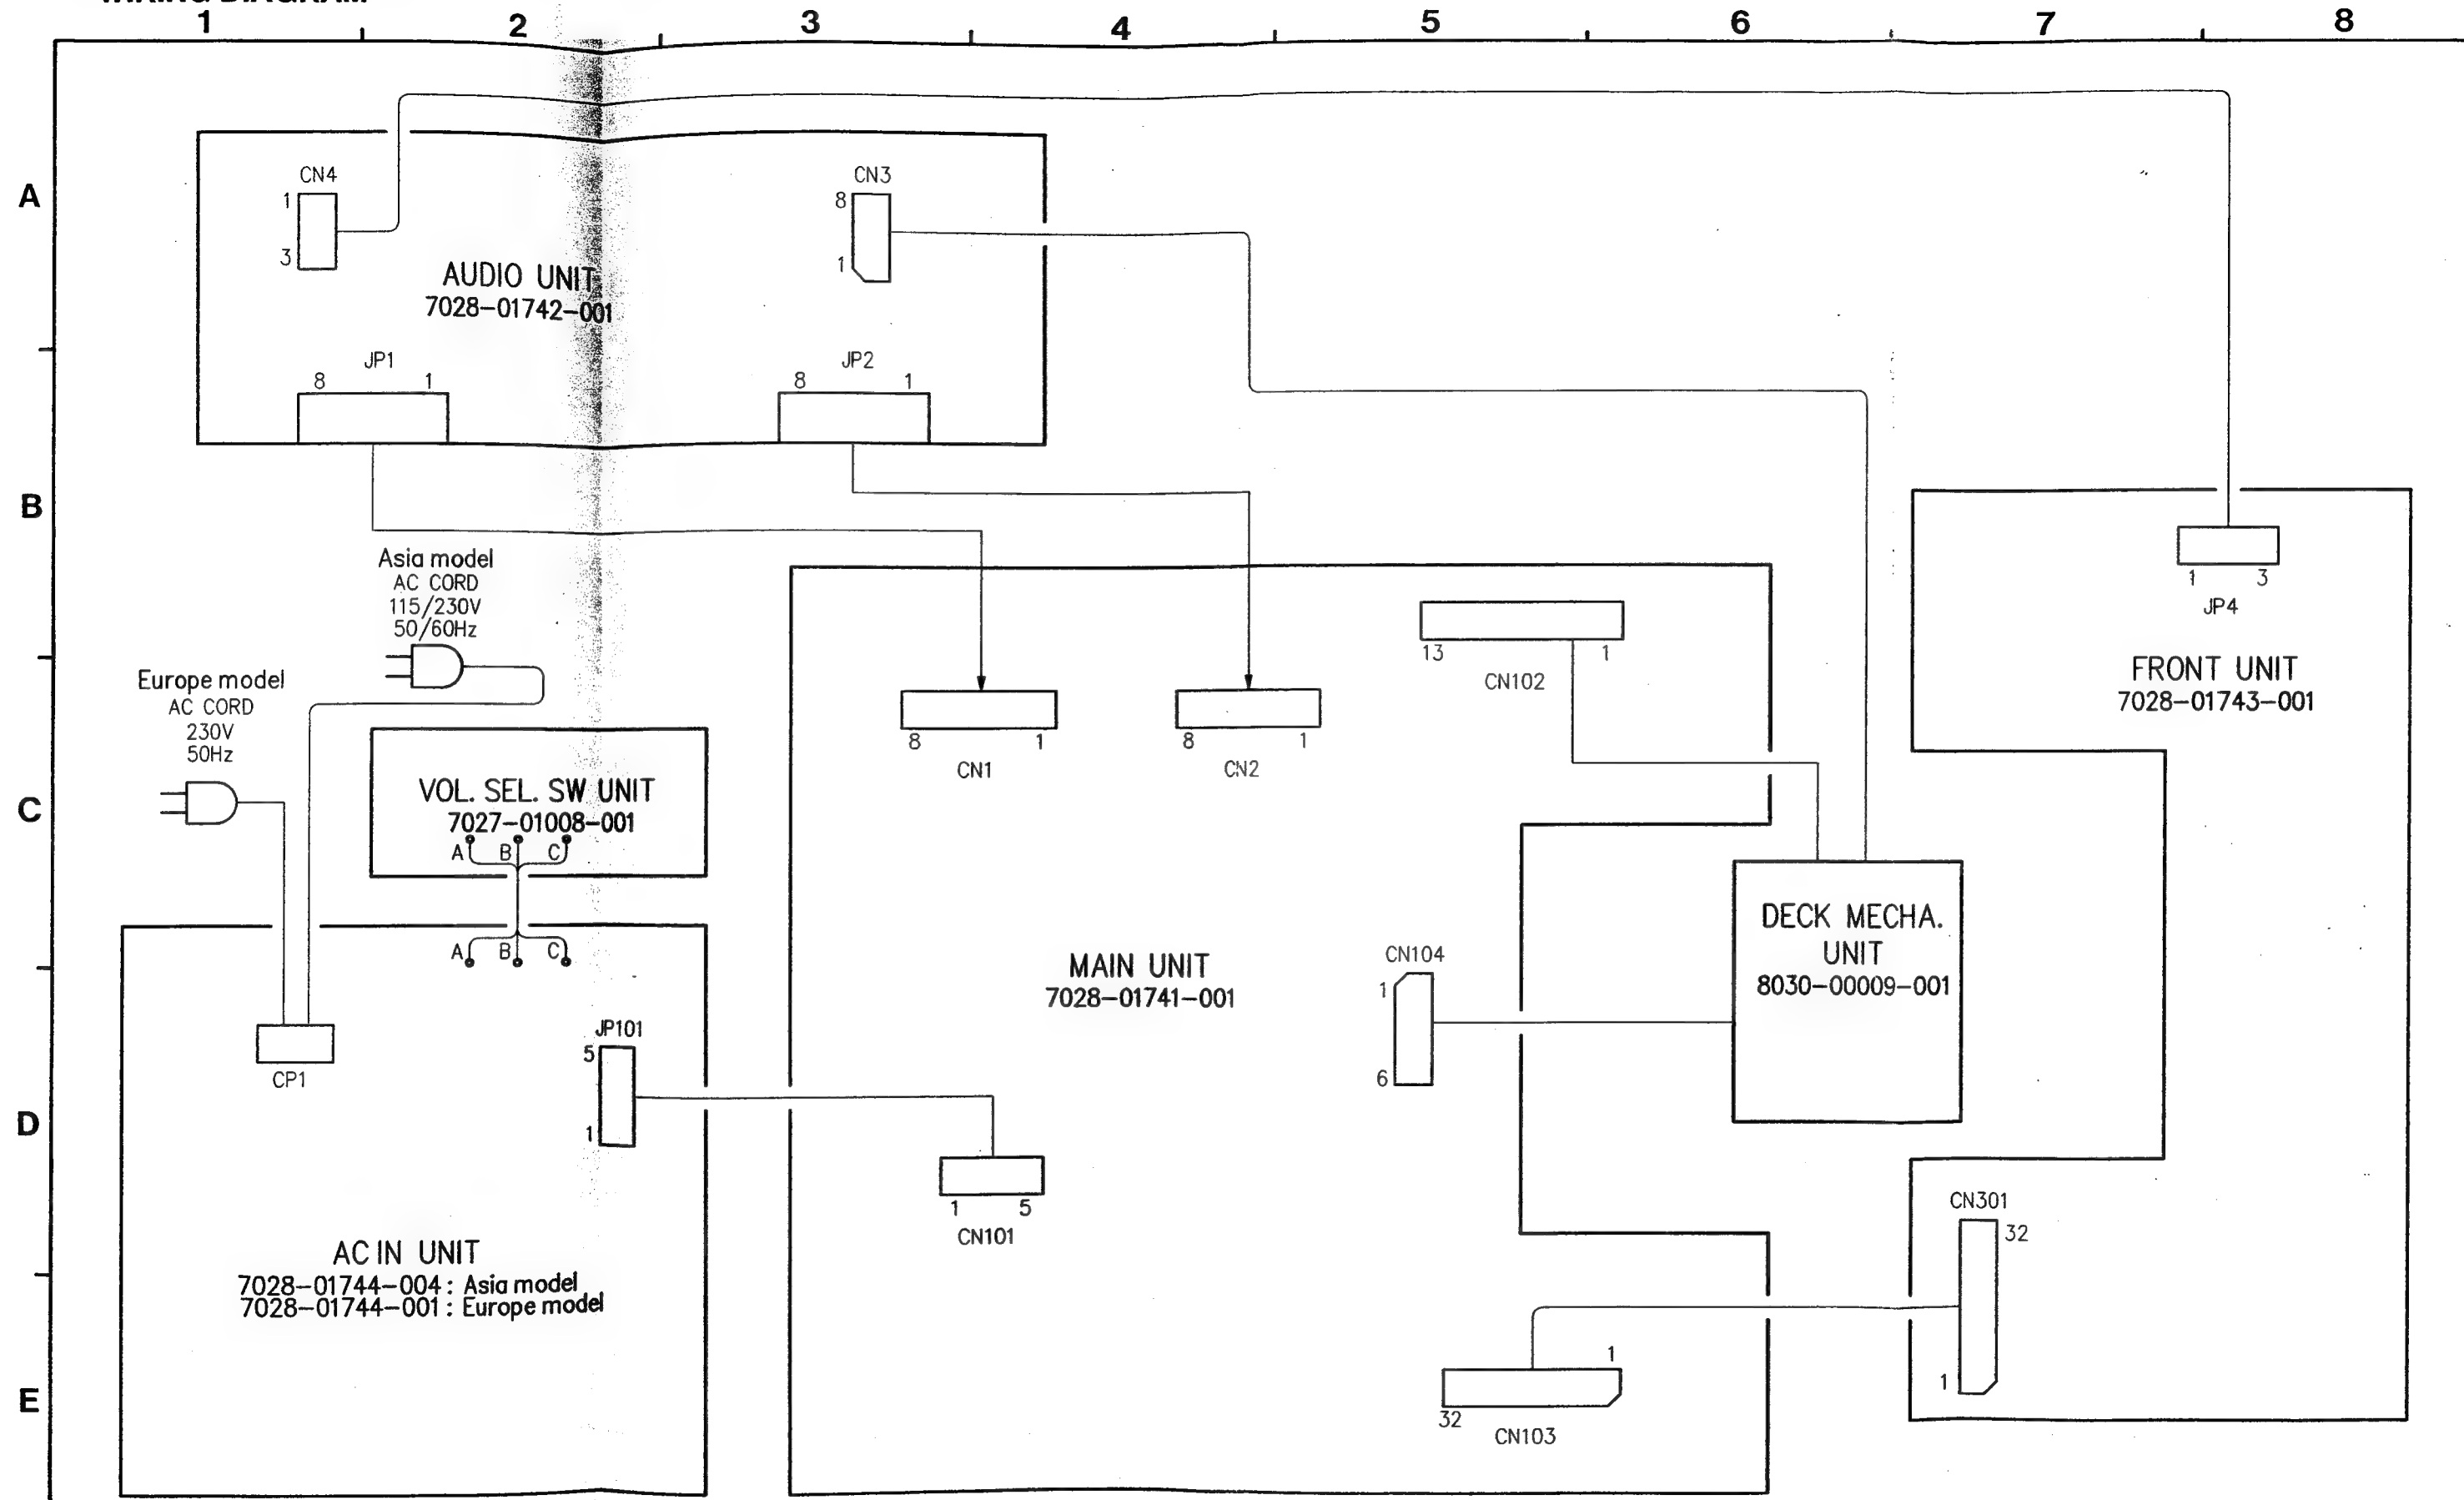 WIRING DIAGRAM
1 2 3 4 5 6 7 8
A
CN4
1
3
CN3
8
1
AUDIO UNIT
7028-01742-001
JP1
8 1
JP2
8 1
B
Asia model
AC CORD
115/230V
50/60Hz
Europe model
AC CORD
230V
50Hz
13 1
CN102
1 3
JP4
FRONT UNIT
7028-01743-001
8 1
CN1
8 1
CN2
C
VOL. SEL. SW UNIT
7027-01008-001
A B C
A B C
CP1
JP101
5
1
MAIN UNIT
7028-01741-001
CN104
1
6
DECK MECHA.
UNIT
8030-00009-001
D
1 5
CN101
AC IN UNIT
7028-01744-004 : Asia model
7028-01744-001 : Europe model
CN301
32
1
E
1
32
CN103